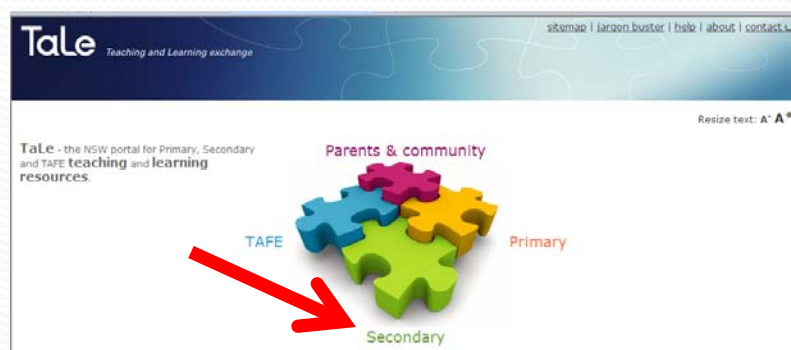 sitemap | jargon buster | help | about | contact u
TaLe Teaching and Learning exchange
Resize text: A- A+
TaLe - the NSW portal for Primary, Secondary
and TAFE teaching and learning
resources.
Parents & community
TAFE
Primary
Secondary